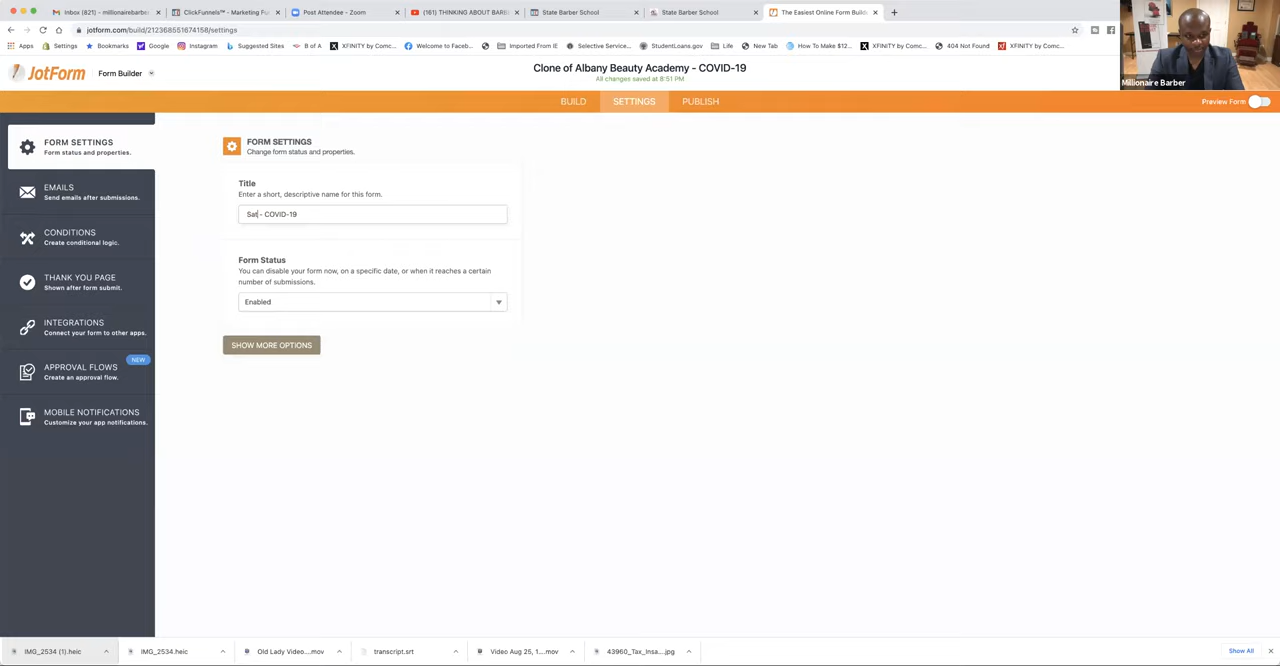 Inbox (821) - millionairebarber
ClickFunnels™ - Marketing Fu
Post Attendee - Zoom
(161) THINKING ABOUT BARB
State Barber School
State Barber School
The Easiest Online Form Build
jotform.com/build/212368551674158/settings
Apps
Settings
Bookmarks
Google
Instagram
Suggested Sites
B of A
XFINITY by Comc...
Welcome to Faceb...
Imported From IE
Selective Service...
StudentLoans.gov
Life
New Tab
How To Make $12...
XFINITY by Comc...
404 Not Found
XFINITY by Comc...
JotForm
Form Builder
Clone of Albany Beauty Academy - COVID-19
All changes saved at 8:51 PM
Millionaire Barber
BUILD
SETTINGS
PUBLISH
Preview Form
FORM SETTINGS
Form status and properties.
EMAILS
Send emails after submissions.
CONDITIONS
Create conditional logic.
THANK YOU PAGE
Shown after form submit.
INTEGRATIONS
Connect your form to other apps.
NEW
APPROVAL FLOWS
Create an approval flow.
MOBILE NOTIFICATIONS
Customize your app notifications.
FORM SETTINGS
Change form status and properties.
Title
Enter a short, descriptive name for this form.
Sat - COVID-19
Form Status
You can disable your form now, on a specific date, or when it reaches a certain
number of submissions.
Enabled
SHOW MORE OPTIONS
IMG_2534 (1).heic
IMG_2534.heic
Old Lady Video....mov
transcript.srt
Video Aug 25, 1....mov
43960_Tax_Insa....jpg
Show All